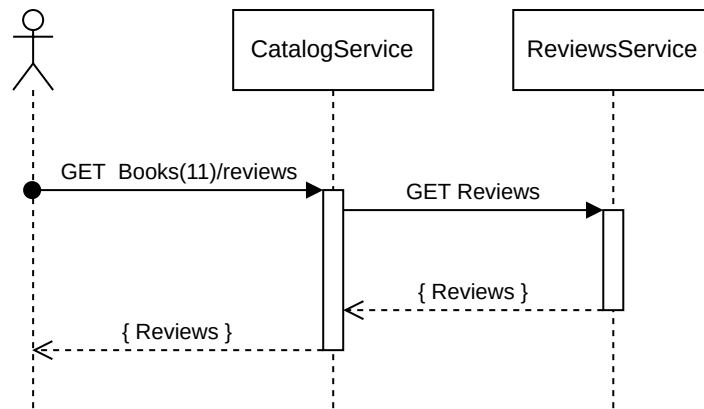 CatalogService
ReviewsService
GET  Books(11)/reviews
GET Reviews
{ Reviews }
{ Reviews }